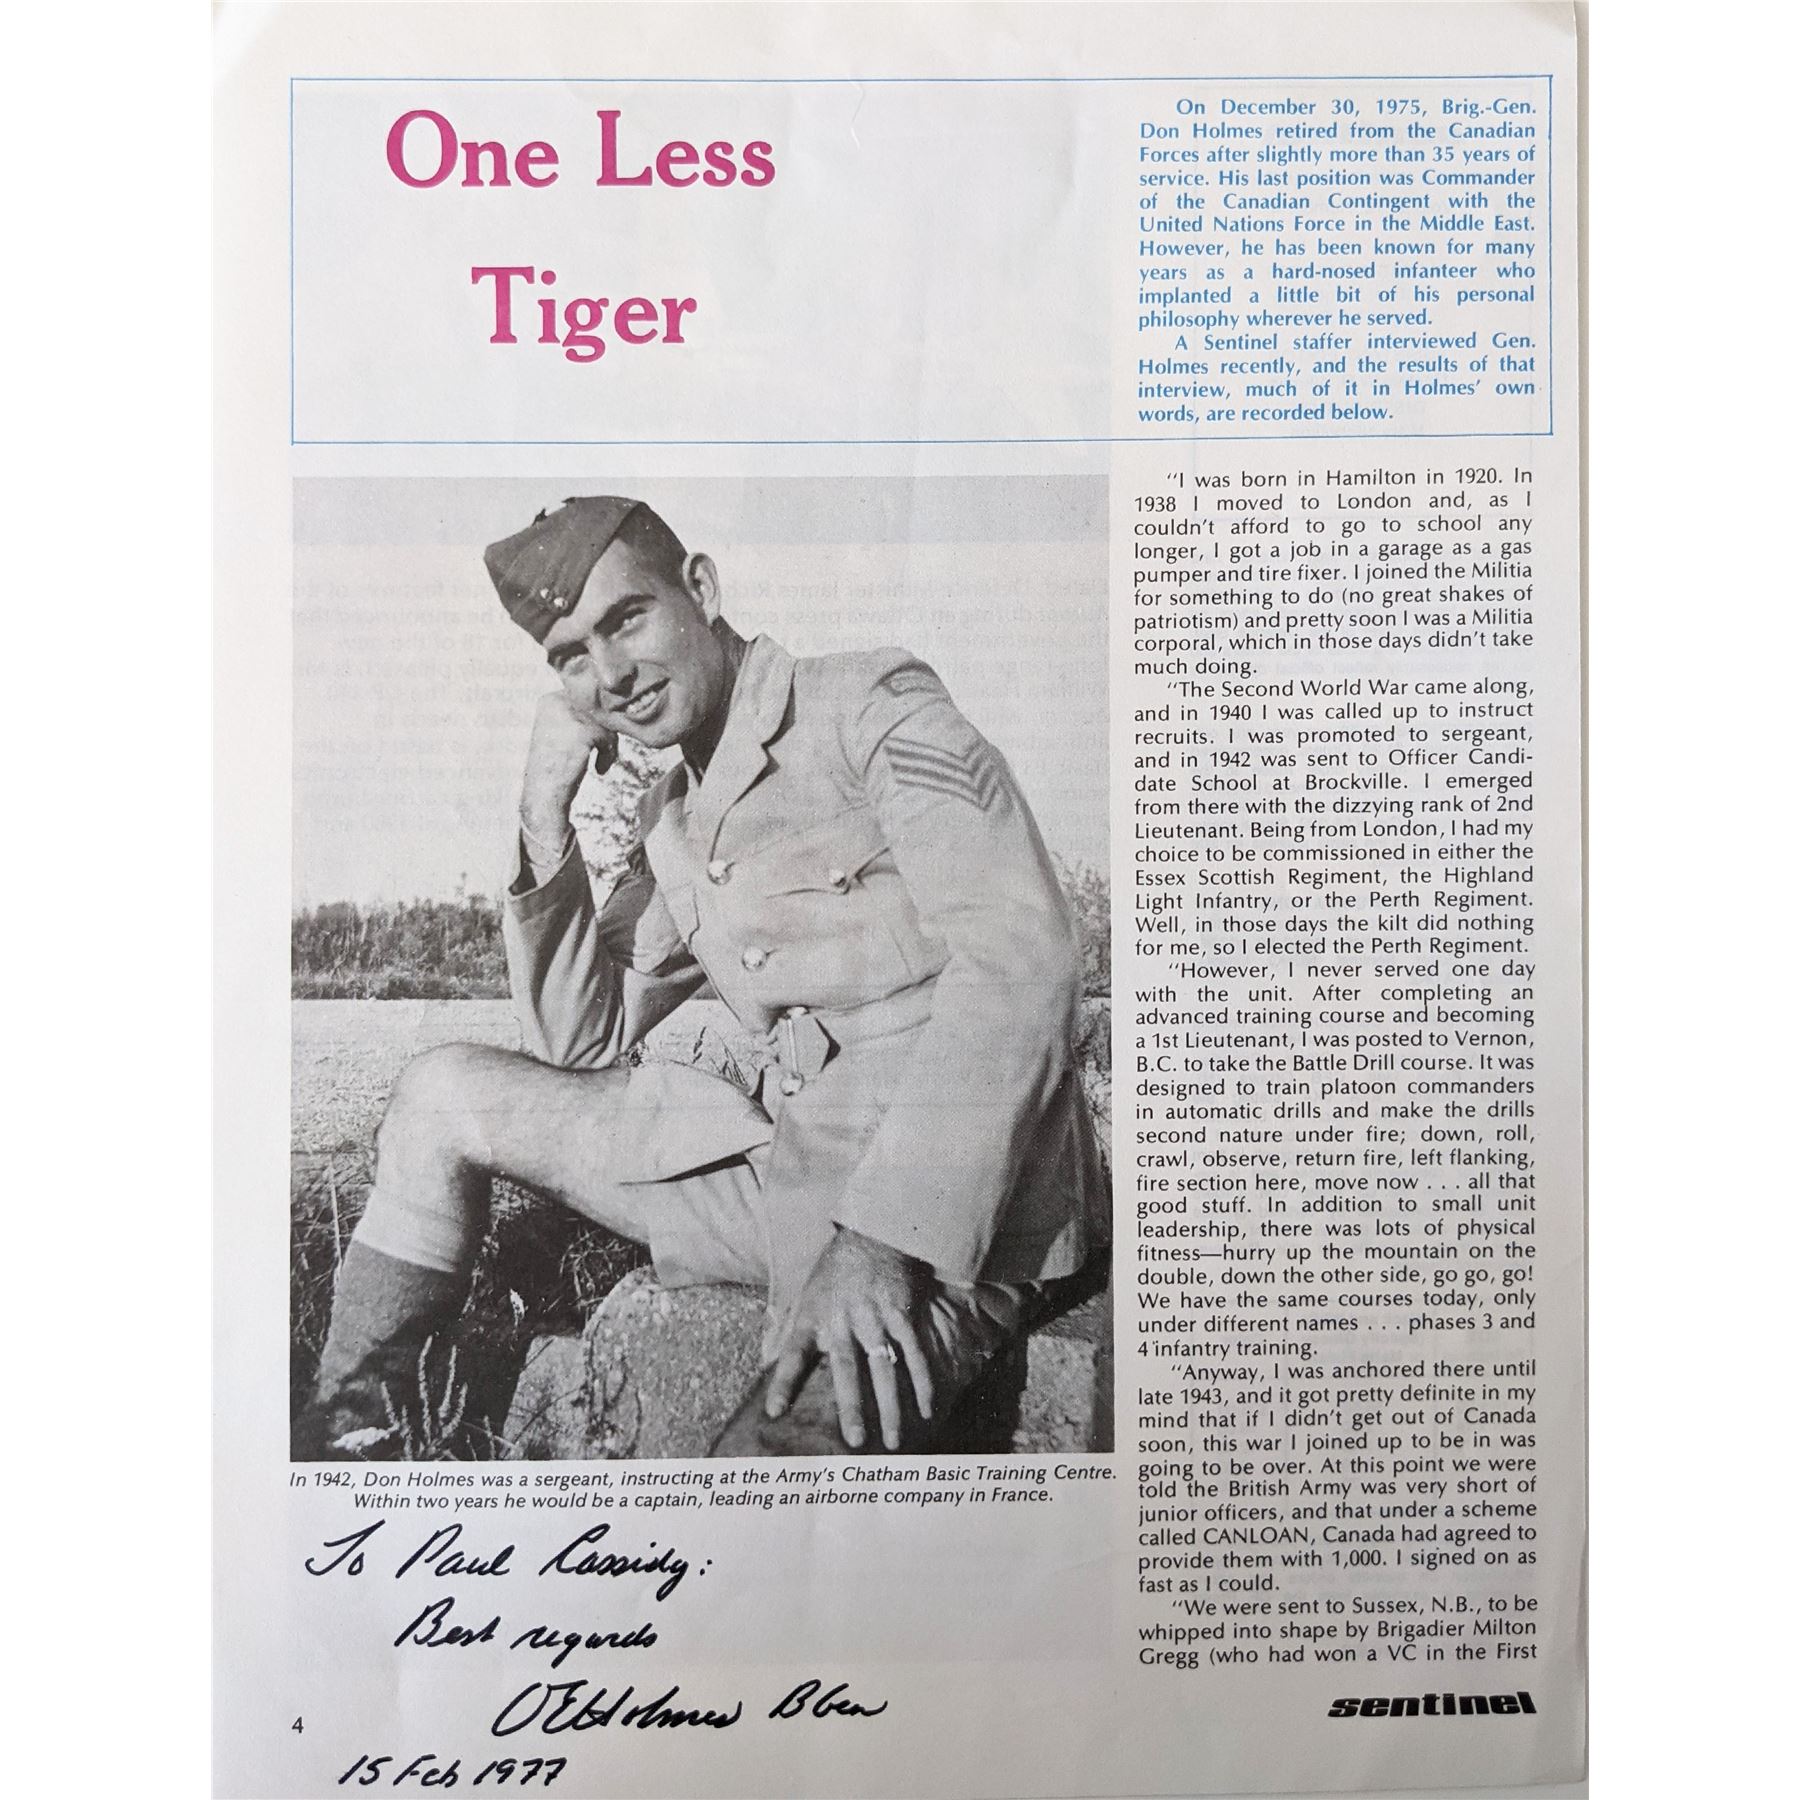 One Less
Tiger
On December 30, 1975, Brig.-Gen.
Don Holmes retired from the Canadian
Forces after slightly more than 35 years of
service. His last position was Commander
of the Canadian Contingent with the
United Nations Force in the Middle East.
However, he has been known for many
years as a hard-nosed infanteer who
implanted a little bit of his personal
philosophy wherever he served.
A Sentinel staffer interviewed Gen.
Holmes recently, and the results of that
interview, much of it in Holmes' own
words, are recorded below.
In 1942, Don Holmes was a sergeant, instructing at the Army's Chatham Basic Training Centre.
Within two years he would be a captain, leading an airborne company in France.
To Paul Cassidy:
Best regards
Holmes BGen
15 Feb 1977
4
"I was born in Hamilton in 1920. In
1938 I moved to London and, as I
couldn't afford to go to school any
longer, I got a job in a garage as a gas
pumper and tire fixer. I joined the Militia
for something to do (no great shakes of
patriotism) and pretty soon I was a Militia
corporal, which in those days didn't take
much doing.
"The Second World War came along,
and in 1940 I was called up to instruct
recruits. I was promoted to sergeant,
and in 1942 was sent to Officer Candi-
date School at Brockville. I emerged
from there with the dizzying rank of 2nd
Lieutenant. Being from London, I had my
choice to be commissioned in either the
Essex Scottish Regiment, the Highland
Light Infantry, or the Perth Regiment.
Well, in those days the kilt did nothing
for me, so I elected the Perth Regiment.
"However, I never served one day
with the unit. After completing an
advanced training course and becoming
a 1st Lieutenant, I was posted to Vernon,
B.C. to take the Battle Drill course. It was
designed to train platoon commanders
in automatic drills and make the drills
second nature under fire; down, roll,
crawl, observe, return fire, left flanking,
fire section here, move now . . . all that
good stuff. In addition to small unit
leadership, there was lots of physical
fitness—hurry up the mountain on the
double, down the other side, go go, go!
We have the same courses today, only
under different names . . . phases 3 and
4 infantry training.
"Anyway, I was anchored there until
late 1943, and it got pretty definite in my
mind that if I didn't get out of Canada
soon, this war I joined up to be in was
going to be over. At this point we were
told the British Army was very short of
junior officers, and that under a scheme
called CANLOAN, Canada had agreed to
provide them with 1,000. I signed on as
fast as I could.
"We were sent to Sussex, N.B., to be
whipped into shape by Brigadier Milton
Gregg (who had won a VC in the First
sentinel